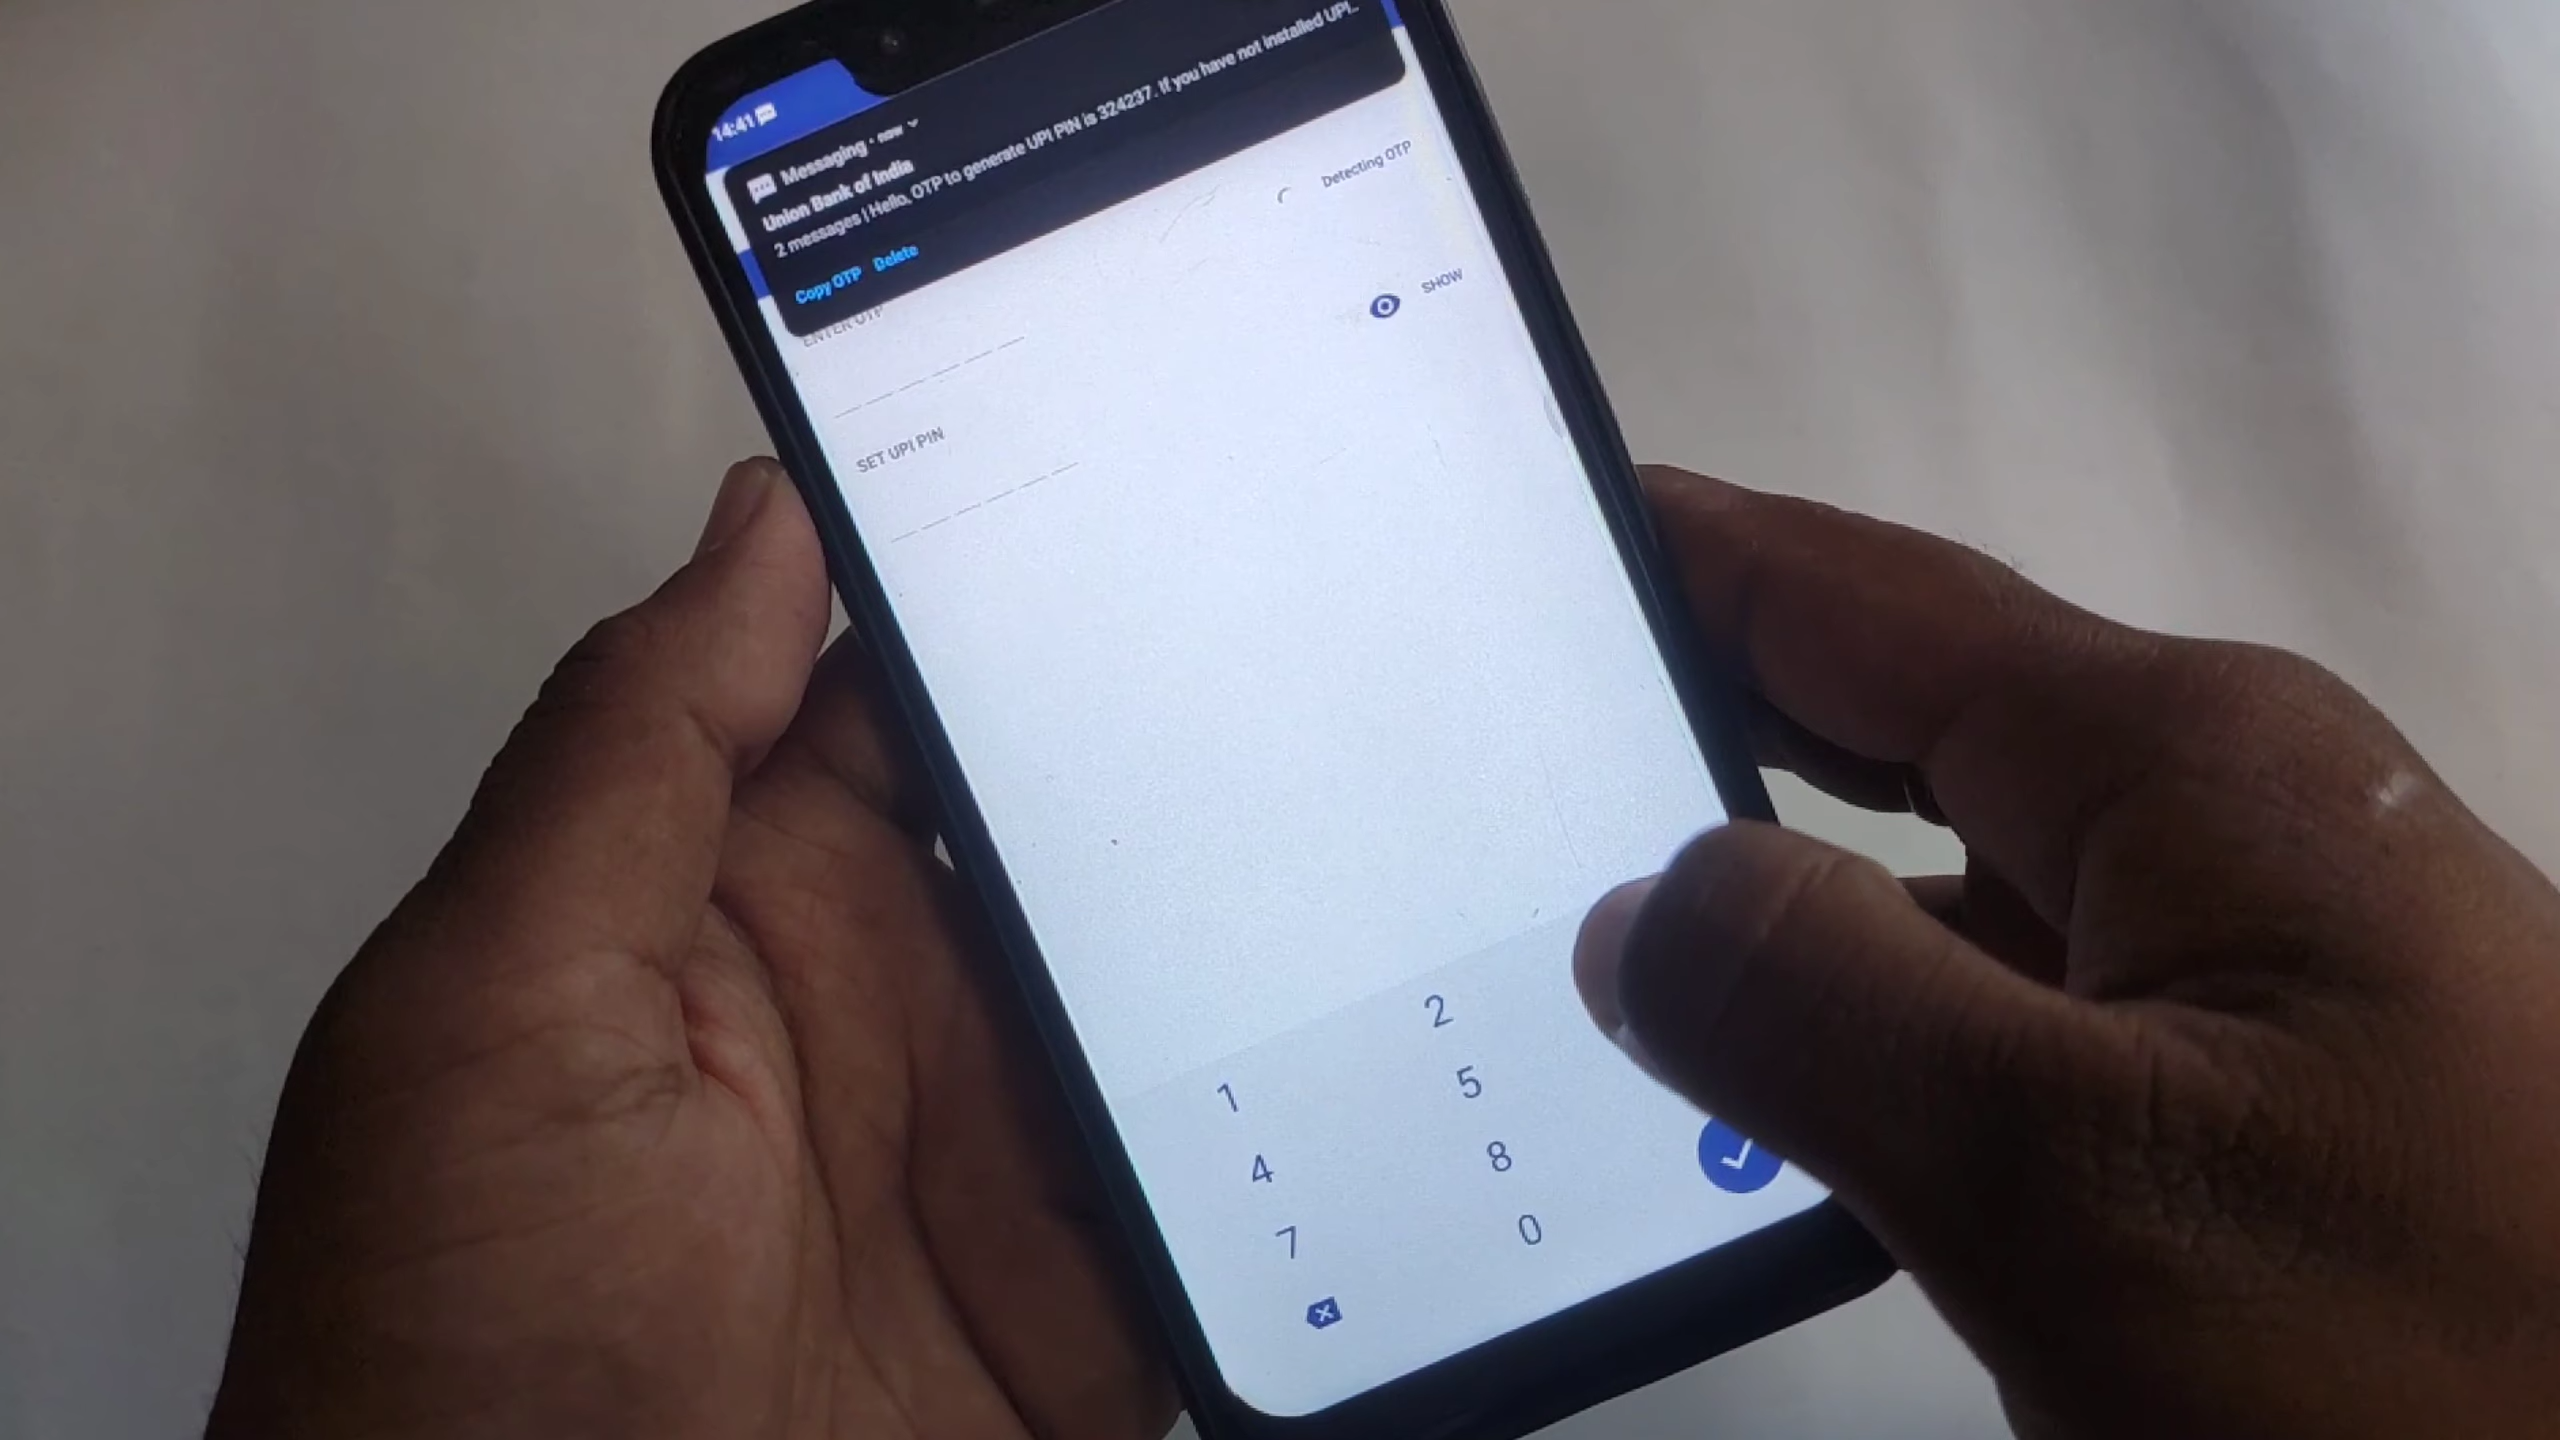 14:41
Messaging • now
Union Bank of India
2 messages | Hello, OTP to generate UPI PIN is 324237. If you have not installed UPI..
Copy OTP Delete
Detecting OTP
ENTER OTP
SHOW
SET UPI PIN
1 2
4 5
7 8
0